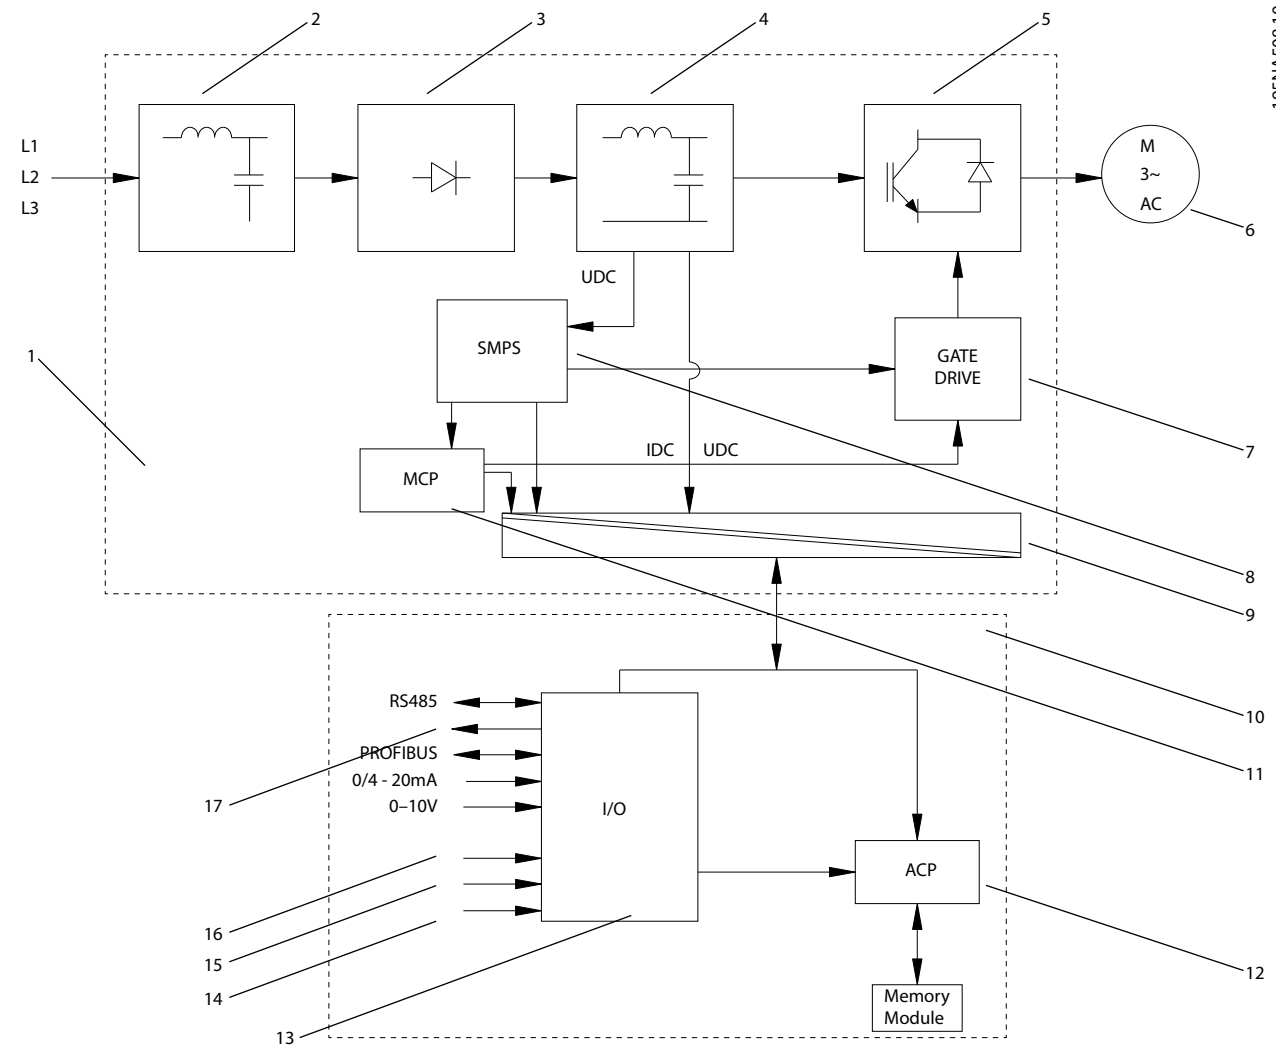 2
3
4
5
L1
L2
L3
M
3~
AC
6
UDC
SMPS
GATE
DRIVE
1
7
IDC
UDC
MCP
8
9
RS485
10
PROFIBUS
0/4 - 20mA
11
17
0–10V
I/O
ACP
16
15
12
14
Memory
Module
13